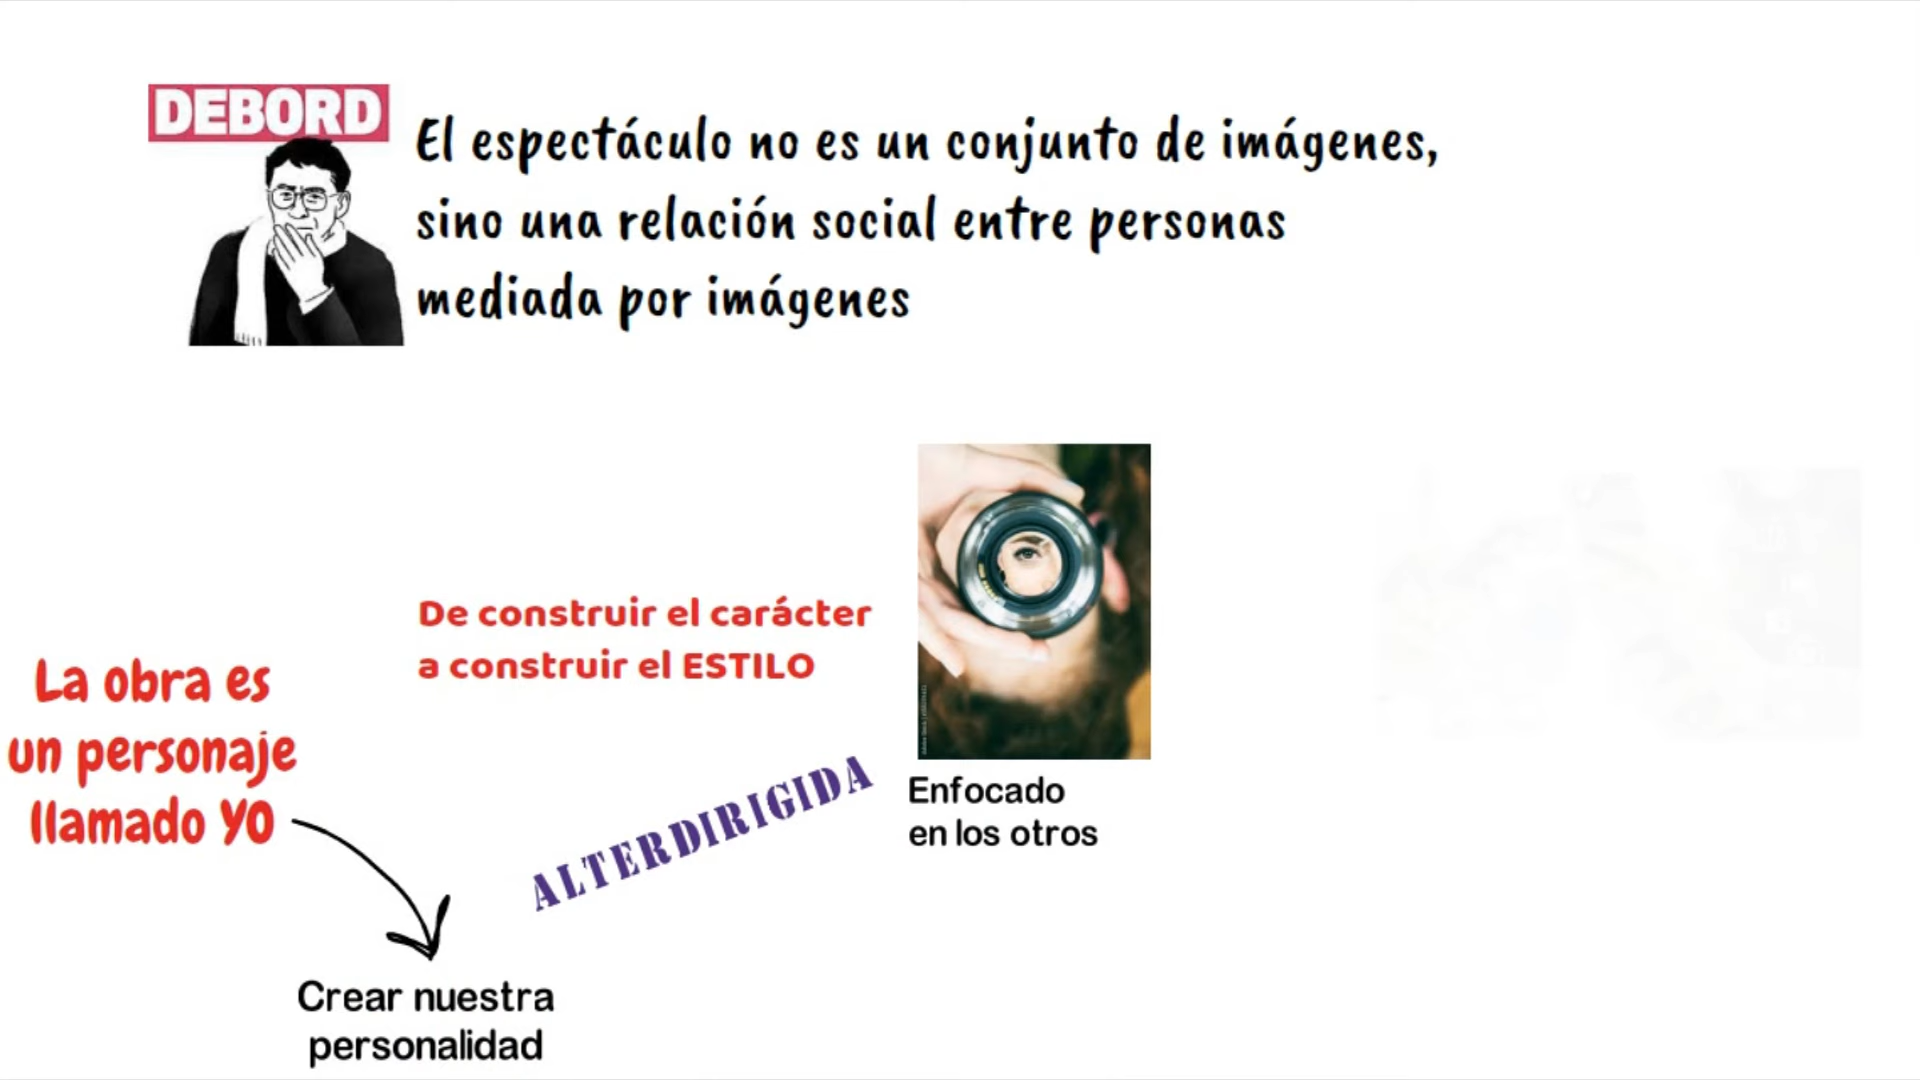 DEBORD
El espectáculo no es un conjunto de imágenes,
sino una relación social entre personas
mediada por imágenes
De construir el carácter
a construir el ESTILO
La obra es
un personaje
llamado YO
ALTERDIRIGIDA
Enfocado
en los otros
Crear nuestra
personalidad